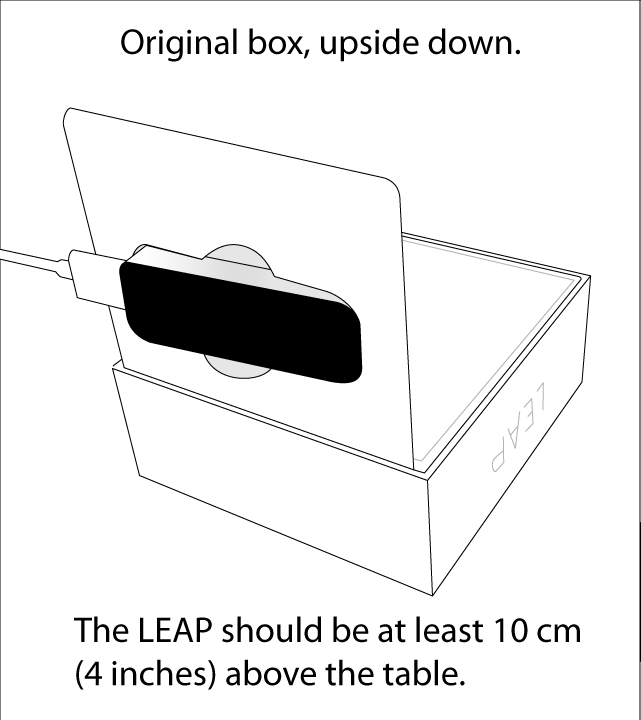 Original box, upside down.
LEAP
The LEAP should be at least 10 cm
(4 inches) above the table.